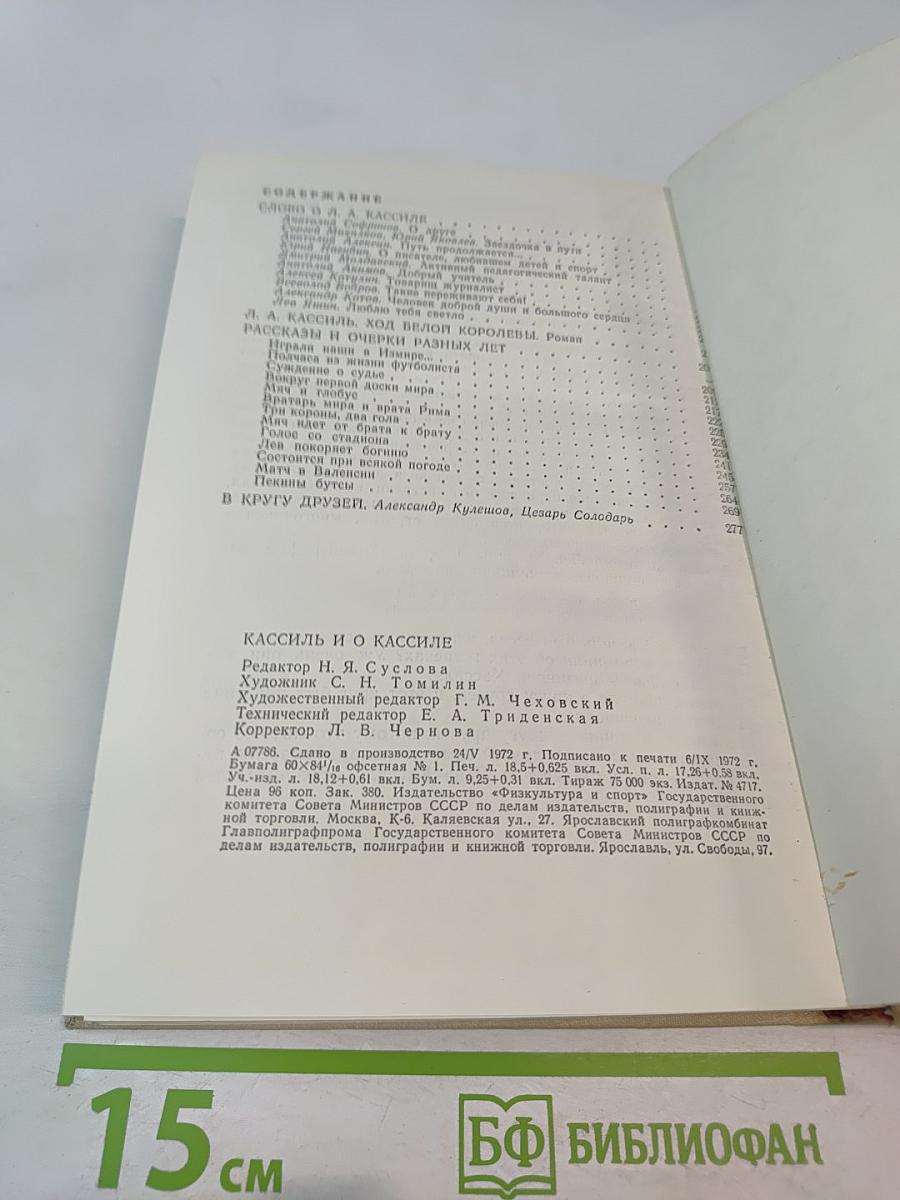 СОДЕРЖАНИЕ
СЛОВО О Л. А. КАССИЛЕ
Анатолий Софронов. О друге
Сергей Михалков, Юрий Яковлев. Звездочка в пути
Анатолий Алексин. Путь продолжается...
Юрий Нагибин. О писателе, любившем детей и спорт
Дмитрий Молдавский. Активный педагогический талант
Анатолий Акимов. Добрый учитель
Алексей Хатулин. Товарищ журналист
Всеволод Бобров. Такие переживают себя!
Александр Котов. Человек доброй души и большого сердца
Лев Яшин. Люблю тебя светло
Л. А. КАССИЛЬ. ХОД БЕЛОЙ КОРОЛЕВЫ. Роман
РАССКАЗЫ И ОЧЕРКИ РАЗНЫХ ЛЕТ
Играли наши в Измире...
Полчаса из жизни футболиста
Суждение о судье
Вокруг первой доски мира
Мяч и глобус
Вратарь мира и врата Рима
Три короны, два гола
Мяч идет от брата к брату
Голос со стадиона
Лев покоряет богиню 241
Состоится при всякой погоде 245
Матч в Валенсии 257
Пекины бутсы 264
269
В КРУГУ ДРУЗЕЙ. Александр Кулешов, Цезарь Солодарь 277
КАССИЛЬ И О КАССИЛЕ
Редактор Н. Я. Суслова
Художник С. Н. Томилин
Художественный редактор Г. М. Чеховский
Технический редактор Е. А. Триденская
Корректор Л. В. Чернова
А 07786. Сдано в производство 24/V 1972 г. Подписано к печати 6/IX 1972 г.
Бумага 60×84¹/₁₆ офсетная № 1. Печ. л. 18,5+0,625 вкл. Усл. п. л. 17,26+0,58 вкл.
Уч.-изд. л. 18,12+0,61 вкл. Бум. л. 9,25+0,31 вкл. Тираж 75 000 экз. Издат. № 4717.
Цена 96 коп. Зак. 380. Издательство «Физкультура и спорт» Государственного
комитета Совета Министров СССР по делам издательств, полиграфии и книж-
ной торговли. Москва, К-6. Каляевская ул., 27. Ярославский полиграфкомбинат
Главполиграфпрома Государственного комитета Совета Министров СССР по
делам издательств, полиграфии и книжной торговли. Ярославль, ул. Свободы, 97.
15 см
БФ БИБЛИОФАН